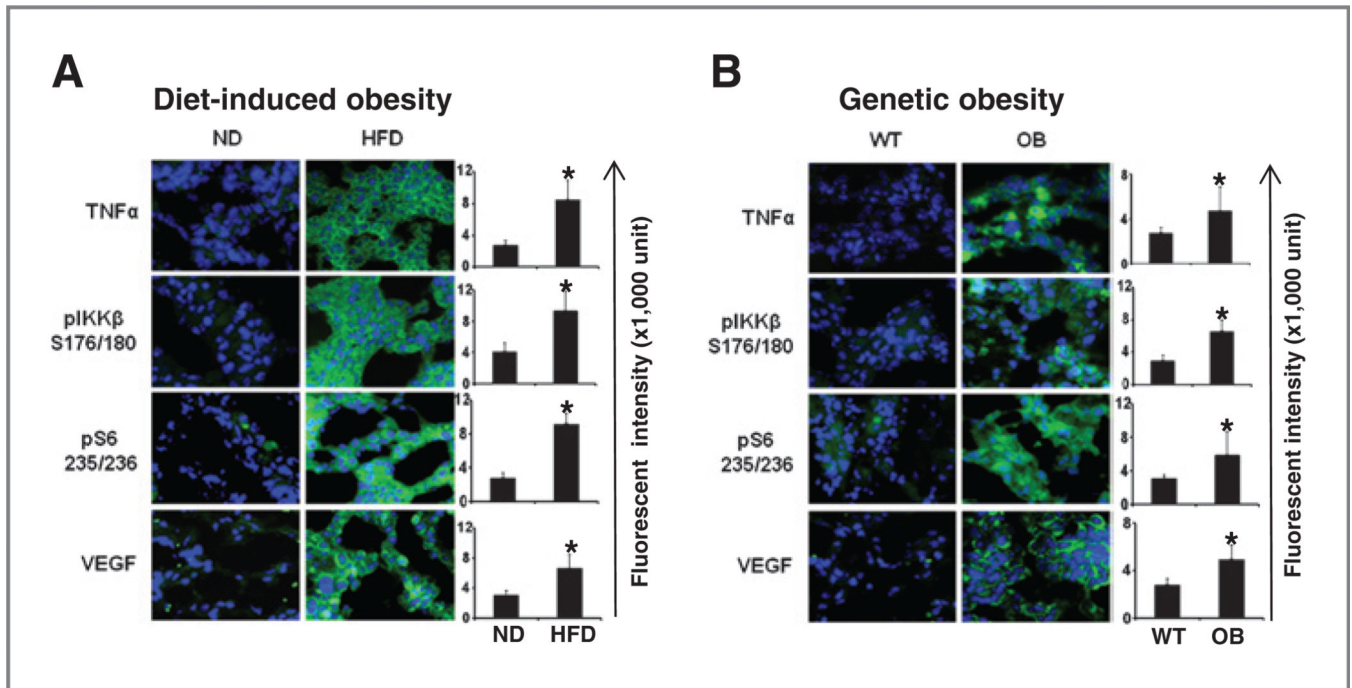 A
Diet-induced obesity
ND HFD
TNFα
12
8
4
0
*
pIKKβ
S176/180
12
8
4
0
*
pS6
235/236
12
8
4
0
*
VEGF
12
8
4
0
*
ND HFD
Fluorescent intensity (x1,000 unit)
B
Genetic obesity
WT OB
TNFα
8
4
0
*
pIKKβ
S176/180
12
8
4
0
*
pS6
235/236
12
8
4
0
*
VEGF
8
4
0
*
WT OB
Fluorescent intensity (x1,000 unit)